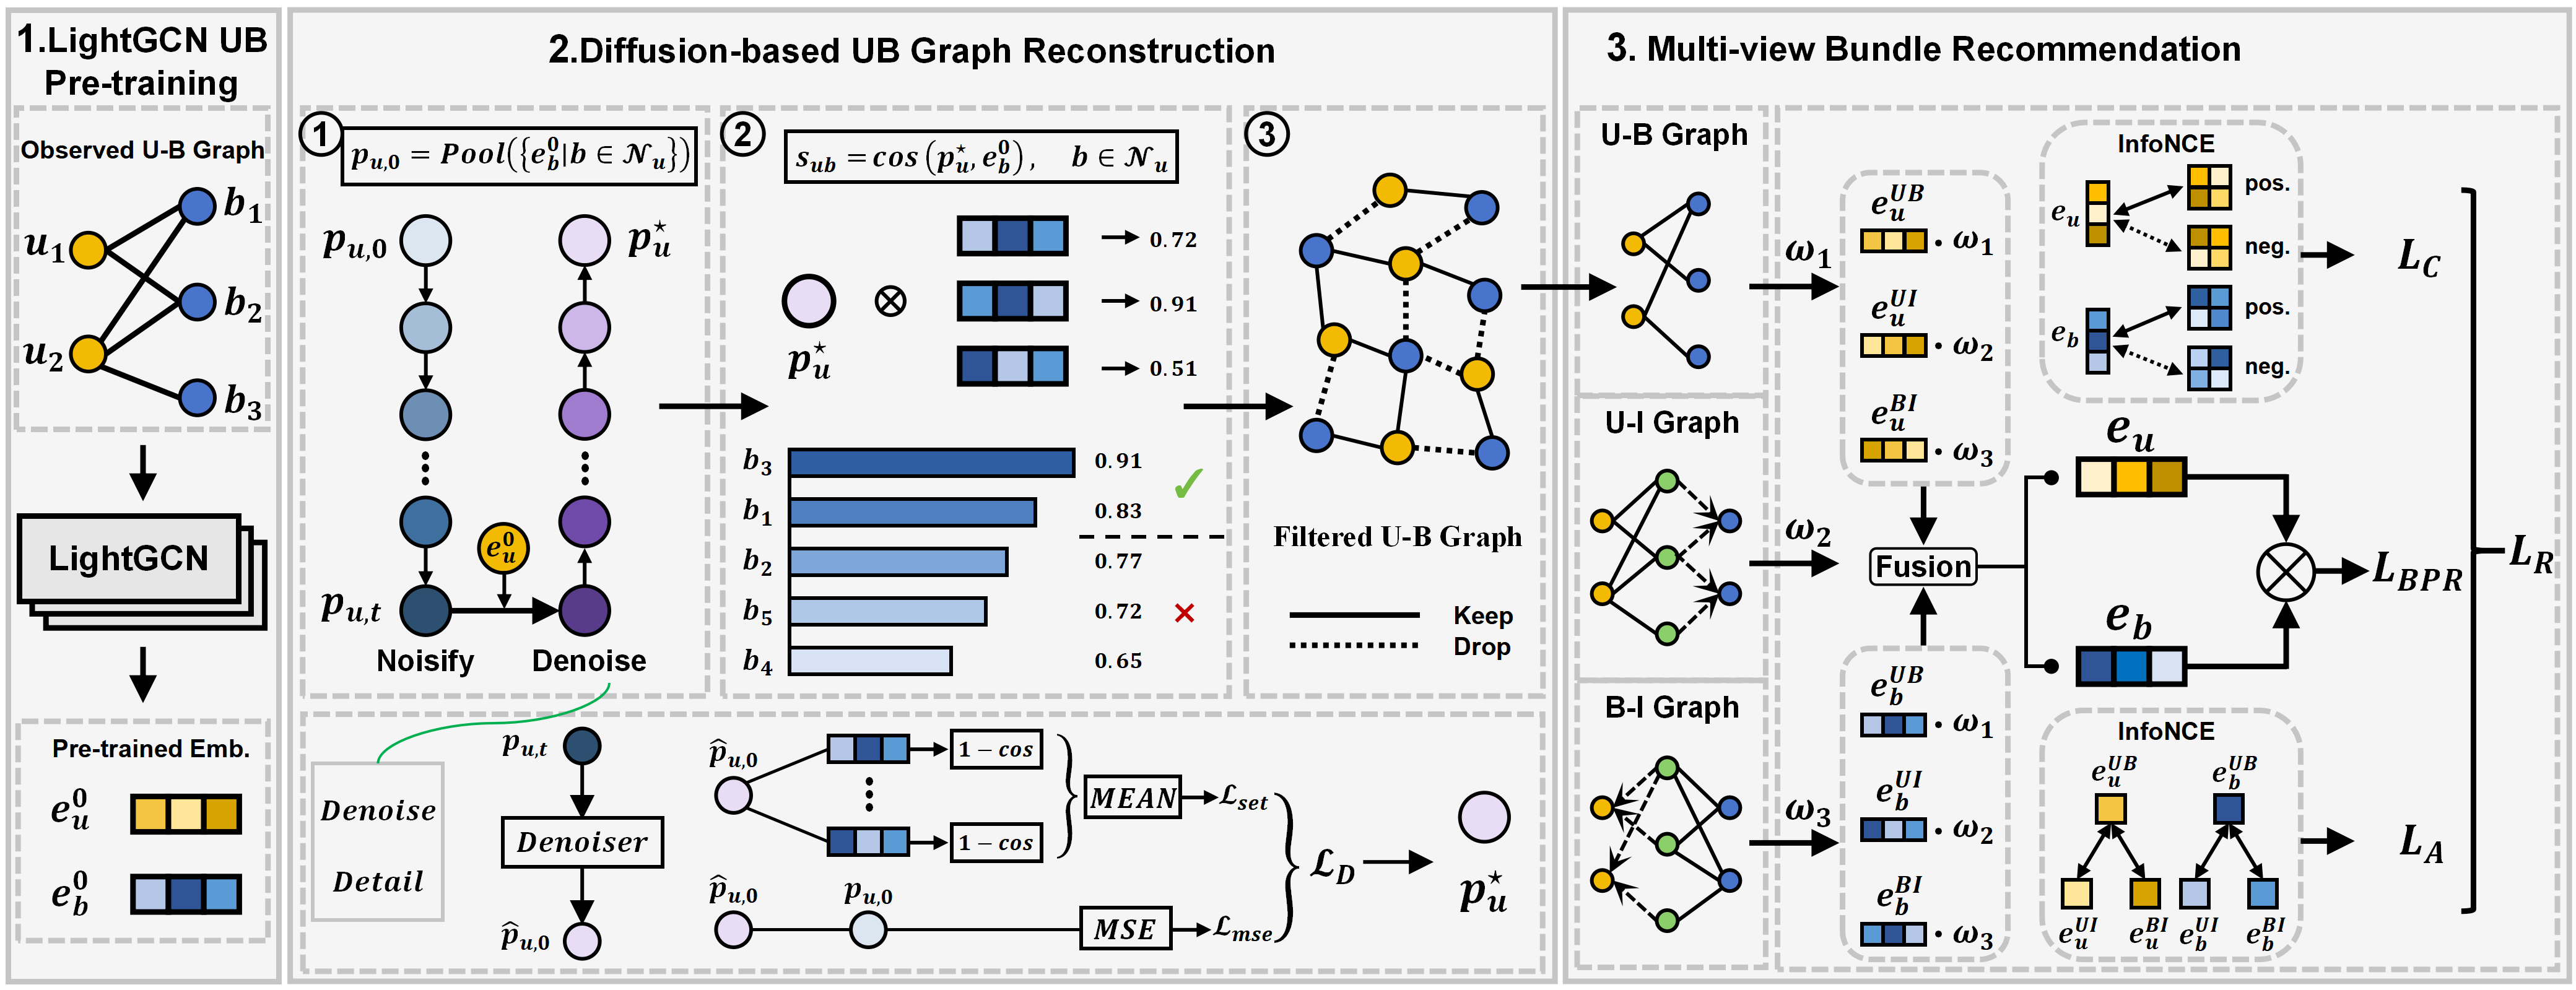 1.LightGCN UB
Pre-training
Observed U-B Graph
u₁
u₂
b₁
b₂
b₃
LightGCN
Pre-trained Emb.
e_u^0
e_b^0
2.Diffusion-based UB Graph Reconstruction
①
p_{u,0} = Pool({e_b^0|b ∈ 𝒩_u})
p_{u,0}
p_u^⋆
e_u^0
p_{u,t}
Noisify
Denoise
②
s_{ub} = cos(p_u^⋆, e_b^0), b ∈ 𝒩_u
0.72
0.91
0.51
p_u^⋆
b₃ 0.91
b₁ 0.83
b₂ 0.77
b₅ 0.72
b₄ 0.65
③
Filtered U-B Graph
Keep
Drop
Denoise
Detail
p_{u,t}
Denoiser
p̂_{u,0}
p̂_{u,0}
1 − cos
1 − cos
MEAN
ℒ_{set}
p̂_{u,0}
p_{u,0}
MSE
ℒ_{mse}
ℒ_D
p_u^⋆
3. Multi-view Bundle Recommendation
U-B Graph
U-I Graph
B-I Graph
ω₁
ω₂
ω₃
e_u^{UB}
· ω₁
e_u^{UI}
· ω₂
e_u^{BI}
· ω₃
Fusion
e_b^{UB}
· ω₁
e_b^{UI}
· ω₂
e_b^{BI}
· ω₃
InfoNCE
e_u
pos.
neg.
e_b
pos.
neg.
L_C
e_u
e_b
L_{BPR}
L_R
InfoNCE
e_u^{UB}
e_b^{UB}
e_u^{UI}
e_u^{BI}
e_b^{UI}
e_b^{BI}
L_A